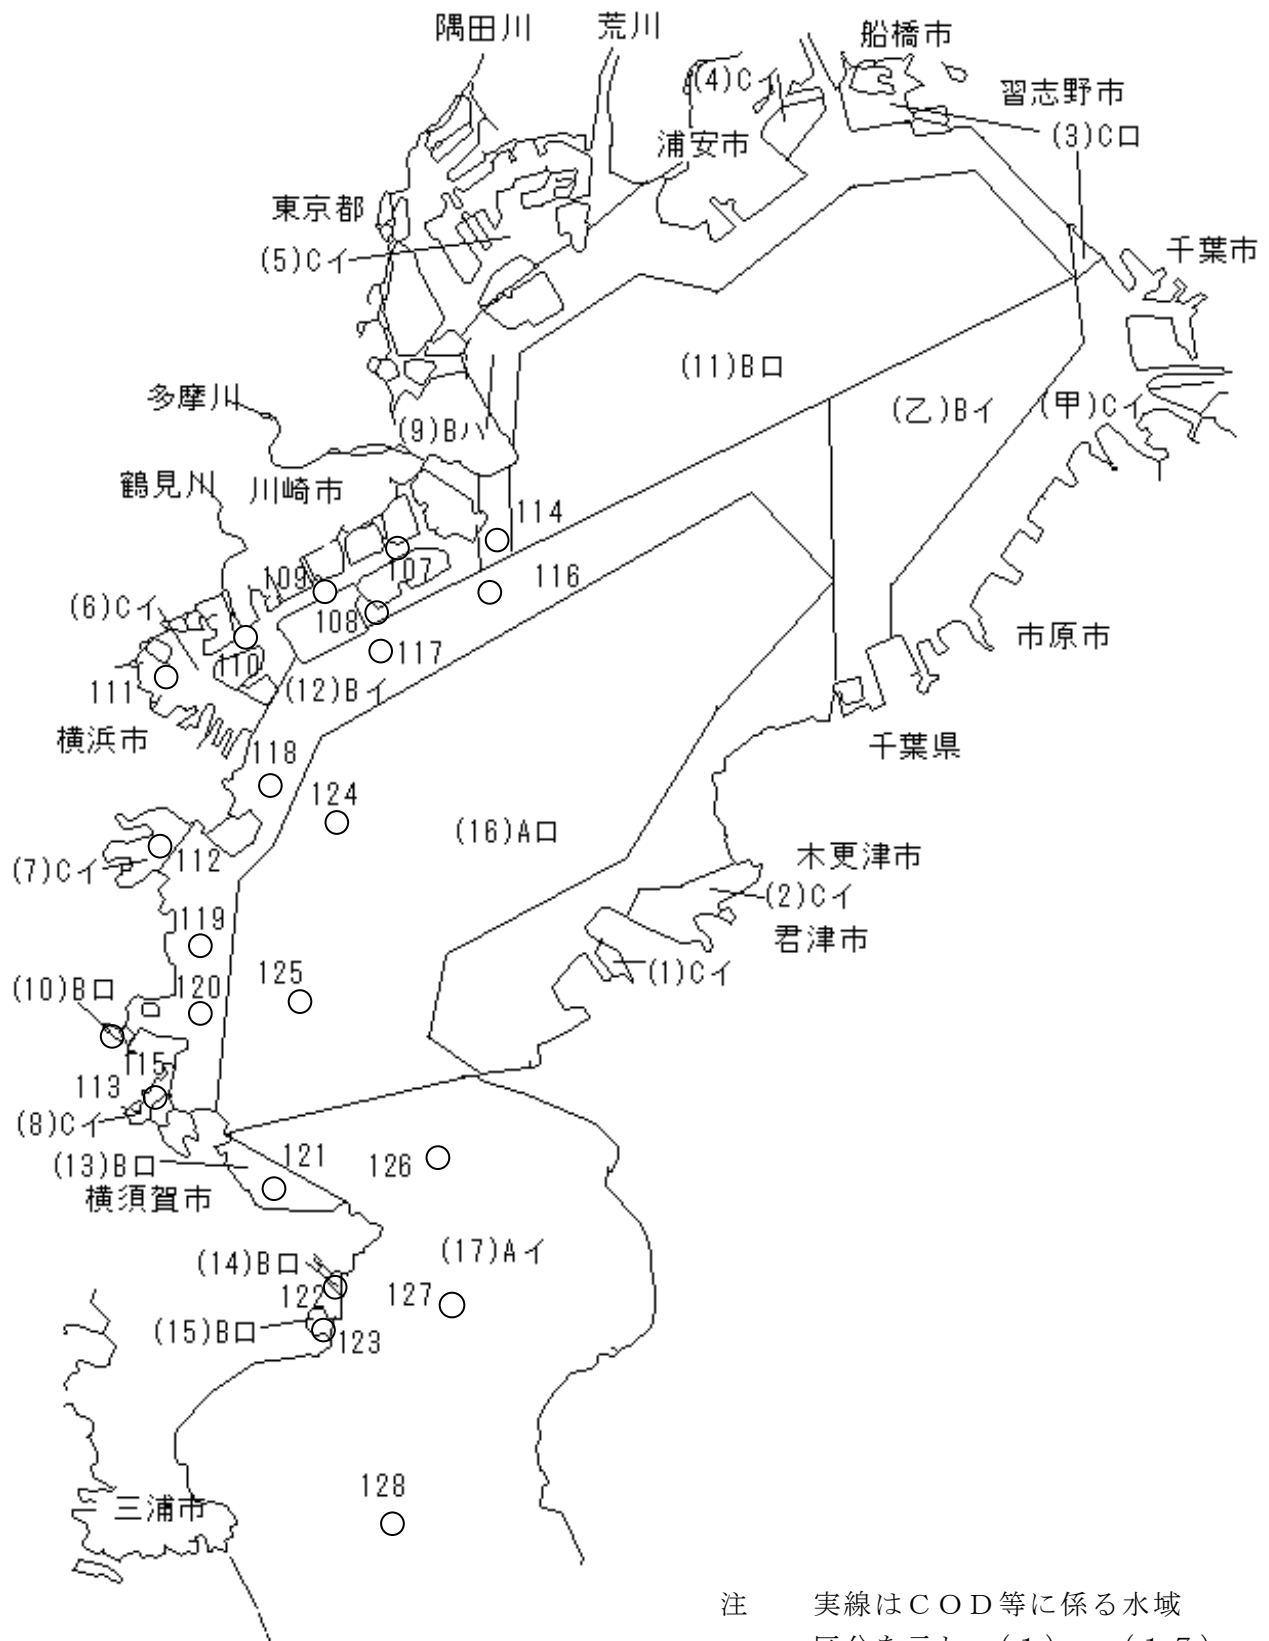 隅田川 荒川 船橋市
(4)Cイ 習志野市
浦安市 (3)Cロ
東京都
(5)Cイ 千葉市
(11)Bロ
多摩川 (乙)Bイ (甲)Cイ
(9)Bハ
鶴見川 川崎市
114
109 107 116
(6)Cイ 108
110 117 市原市
111 (12)Bイ
横浜市 118 千葉県
124
(16)Aロ
(7)Cイ 112 木更津市
(2)Cイ
119 君津市
(10)Bロ 120 125 (1)Cイ
115
113
(8)Cイ
(13)Bロ 121 126
横須賀市
(14)Bロ (17)Aイ
122 127
(15)Bロ 123
128
三浦市
注 実線はCOD等に係る水域